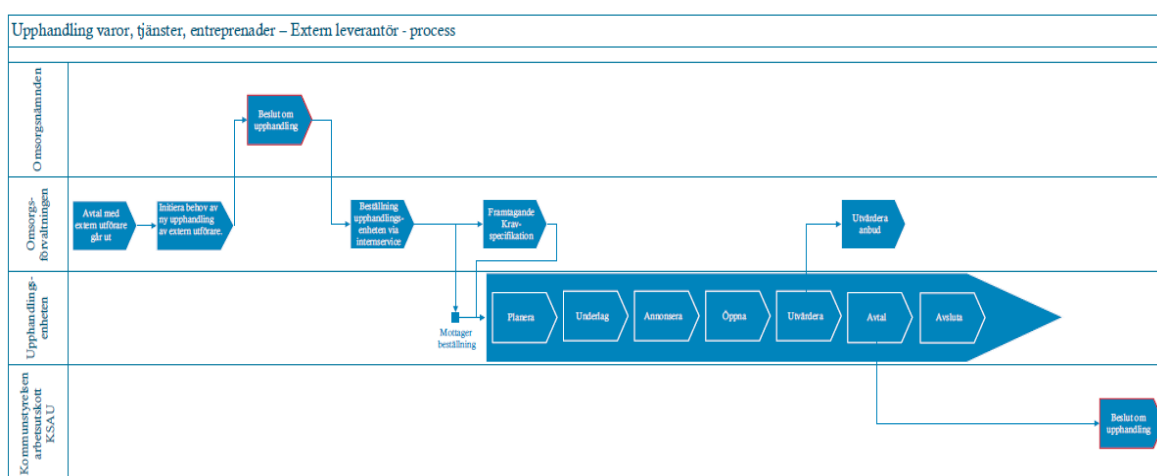 Upphandling varor, tjänster, entreprenader – Extern leverantör - process
Omsorgsnämnden
Beslut om
upphandling
Omsorgs-
förvaltningen
Avtal med
extern utförare
går ut
Initiera behov av
ny upphandling
av extern utförare.
Beställning
upphandlings-
enheten via
internservice
Framtagande
Krav-
specifikation
Utvärdera
anbud
Upphandlings-
enheten
Mottager
beställning
Planera
Underlag
Annonsera
Öppna
Utvärdera
Avtal
Avsluta
Kommunstyrelsen
arbetsutskott
KSAU
Beslut om
upphandling